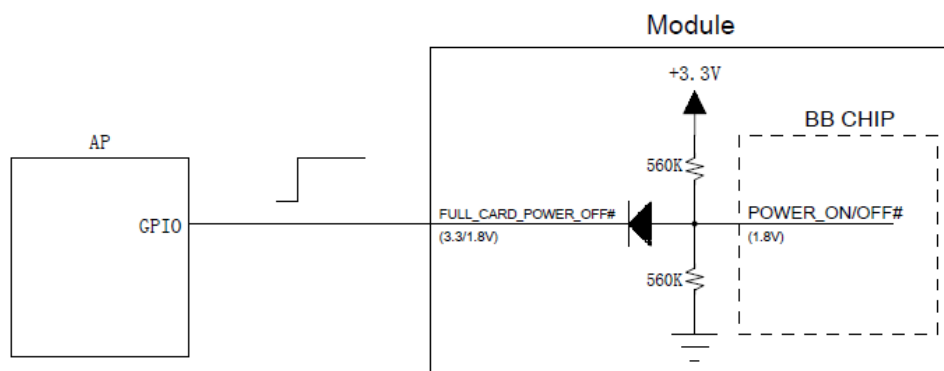 Module
+3.3V
BB CHIP
AP
560K
FULL_CARD_POWER_OFF#
POWER_ON/OFF#
GPIO
(3.3/1.8V)
(1.8V)
560K